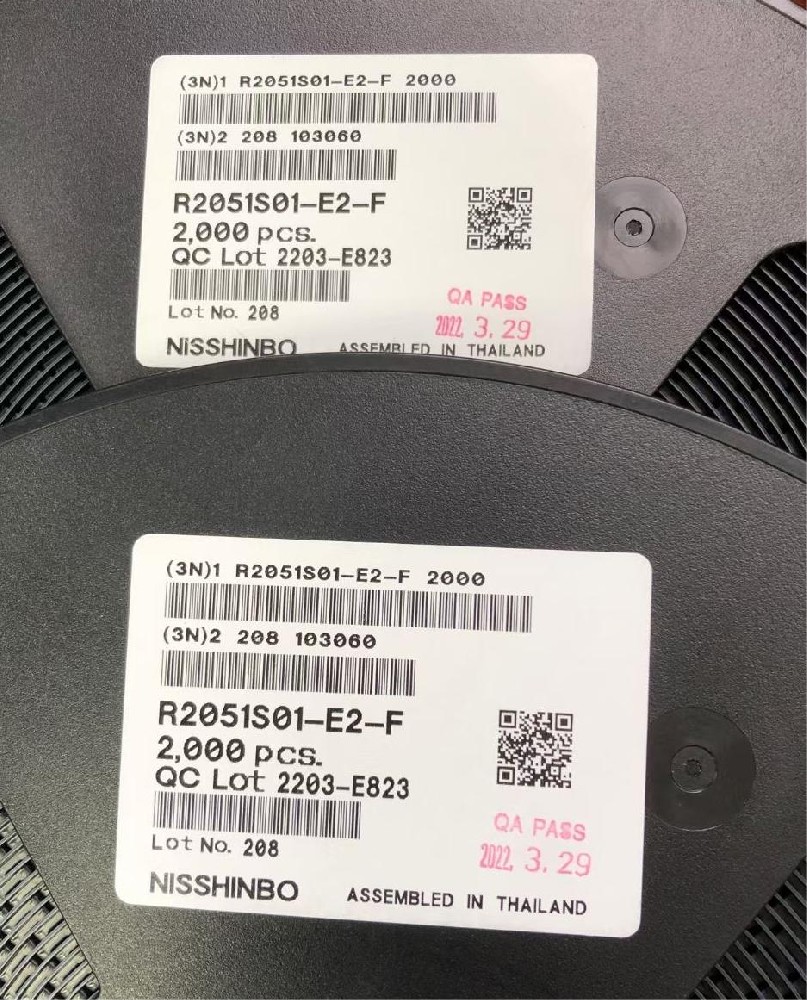 (3N)1 R2051S01-E2-F 2000
(3N)2 208 103060
R2051S01-E2-F
2,000 pcs.
QC Lot 2203-E823
Lot No. 208
QA PASS
2022. 3. 29
NISSHINBO ASSEMBLED IN THAILAND
(3N)1 R2051S01-E2-F 2000
(3N)2 208 103060
R2051S01-E2-F
2,000 pcs.
QC Lot 2203-E823
Lot No. 208
QA PASS
2022. 3. 29
NISSHINBO ASSEMBLED IN THAILAND